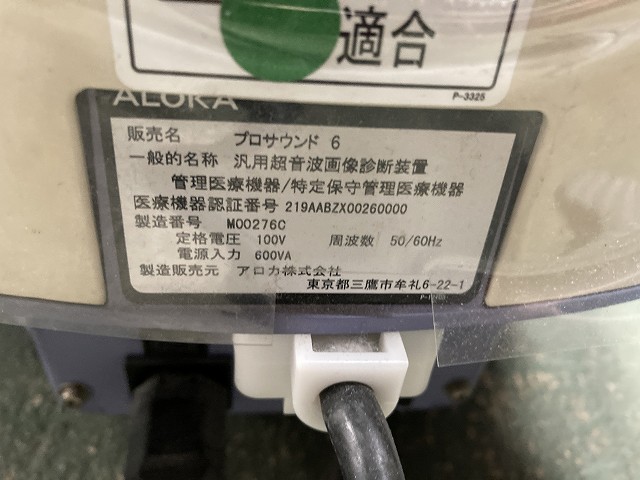 適合
P-3325
ALOKA
販売名 プロサウンド 6
一般的名称 汎用超音波画像診断装置
管理医療機器/特定保守管理医療機器
医療機器認証番号 219AABZX00260000
製造番号 M00276C
定格電圧 100V 周波数 50/60Hz
電源入力 600VA
製造販売元 アロカ株式会社
東京都三鷹市牟礼6-22-1